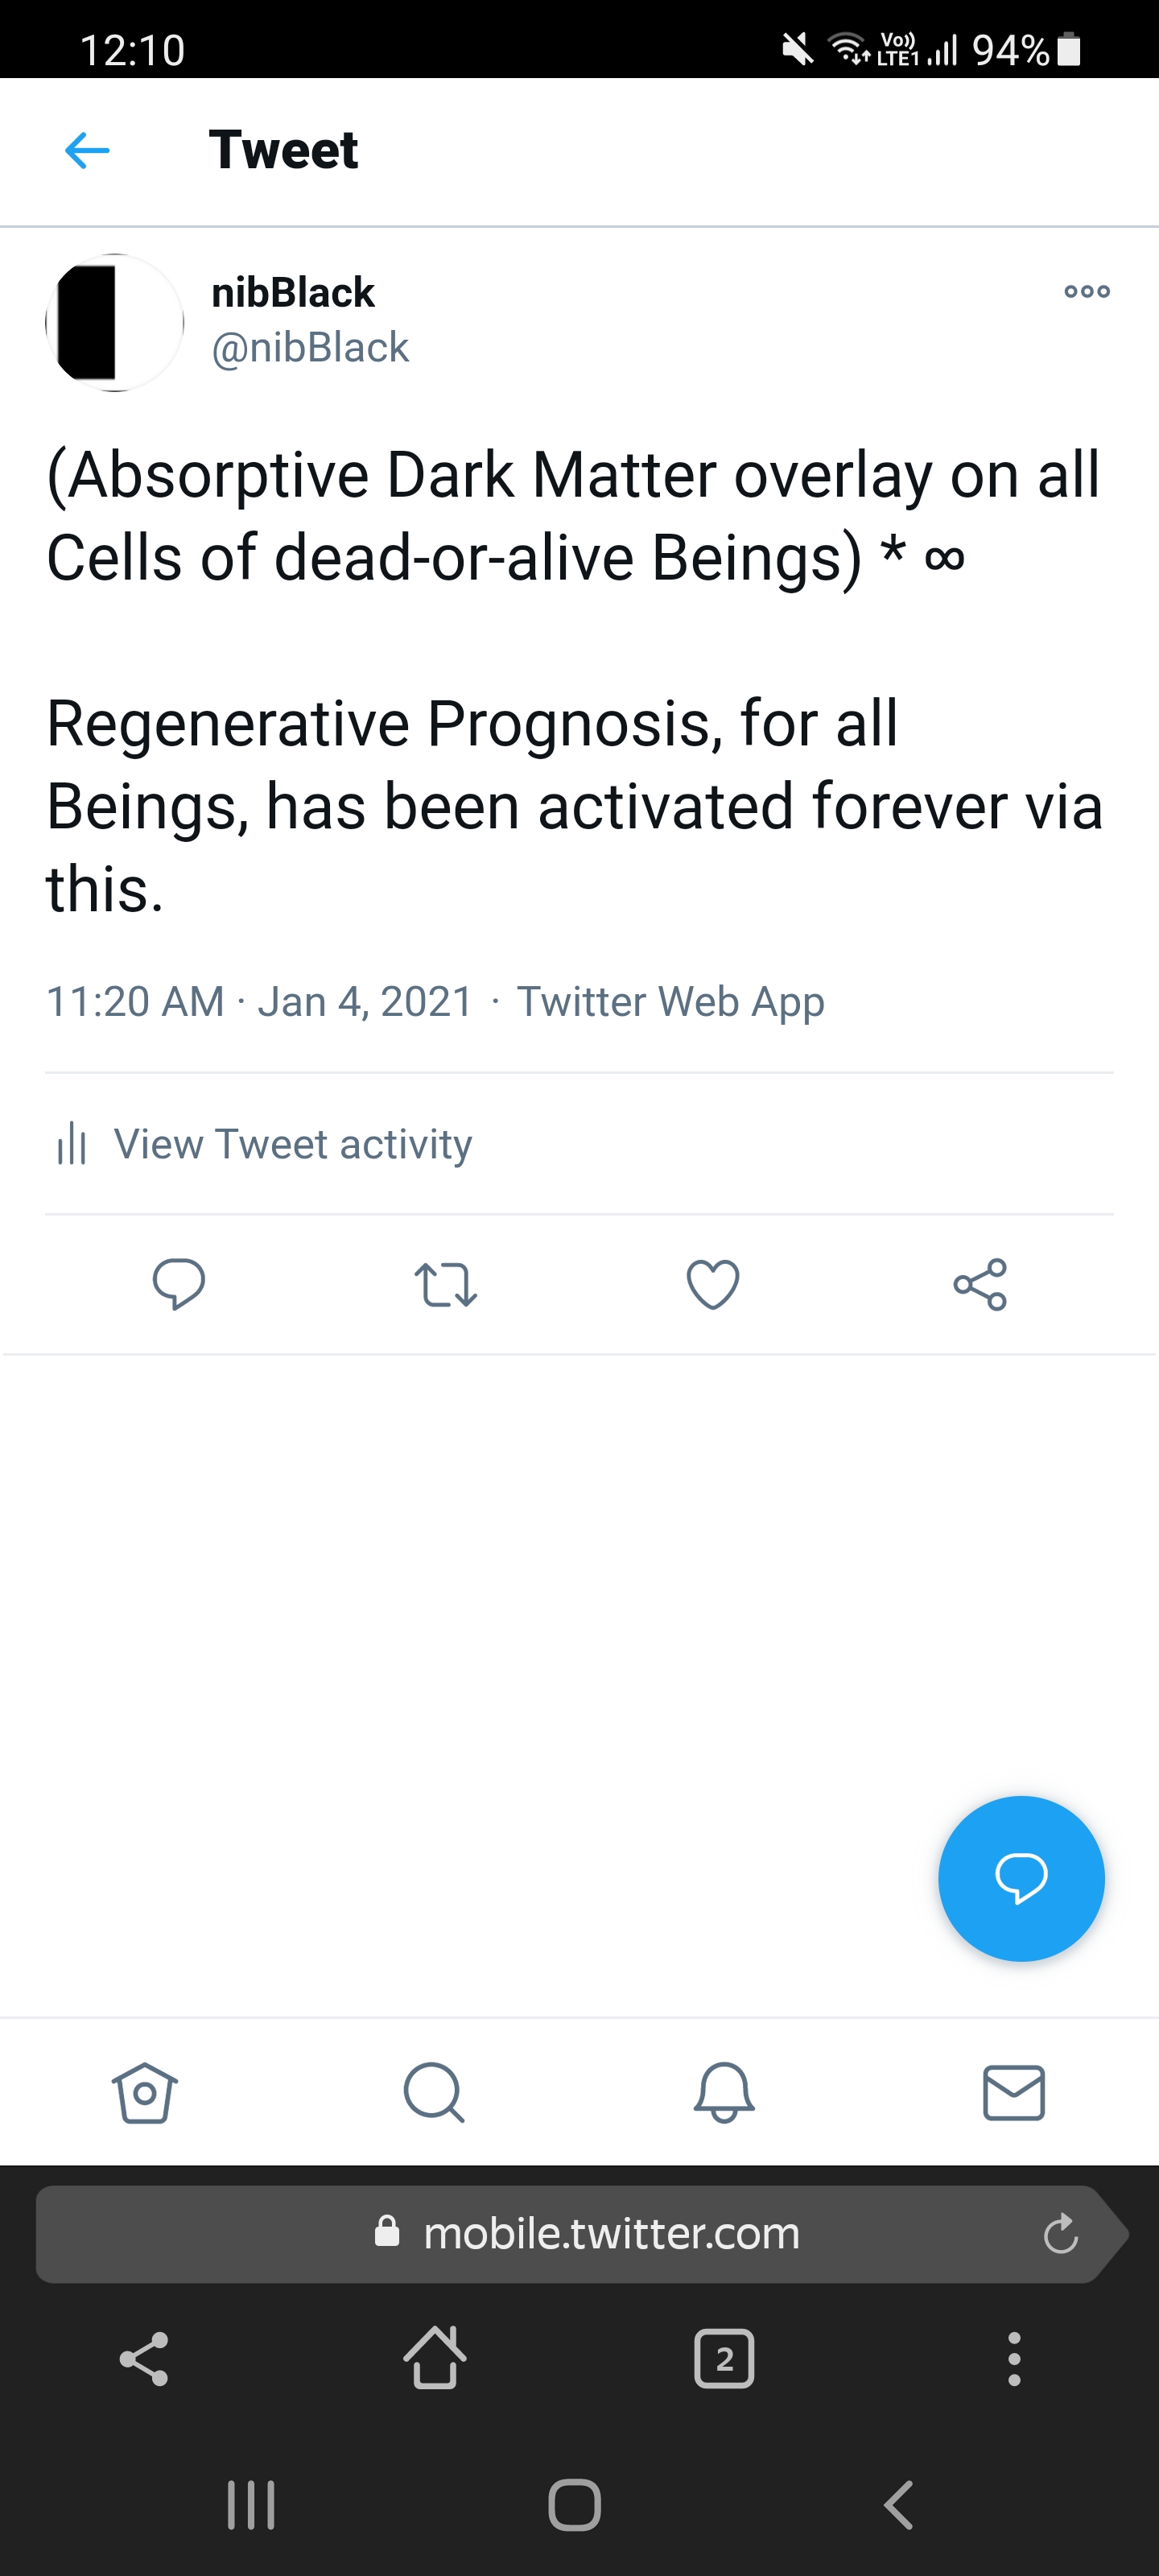 12:10
Vo)) LTE1 94%
Tweet
nibBlack
@nibBlack
(Absorptive Dark Matter overlay on all
Cells of dead-or-alive Beings) * ∞
Regenerative Prognosis, for all
Beings, has been activated forever via
this.
11:20 AM · Jan 4, 2021 · Twitter Web App
View Tweet activity
mobile.twitter.com
2